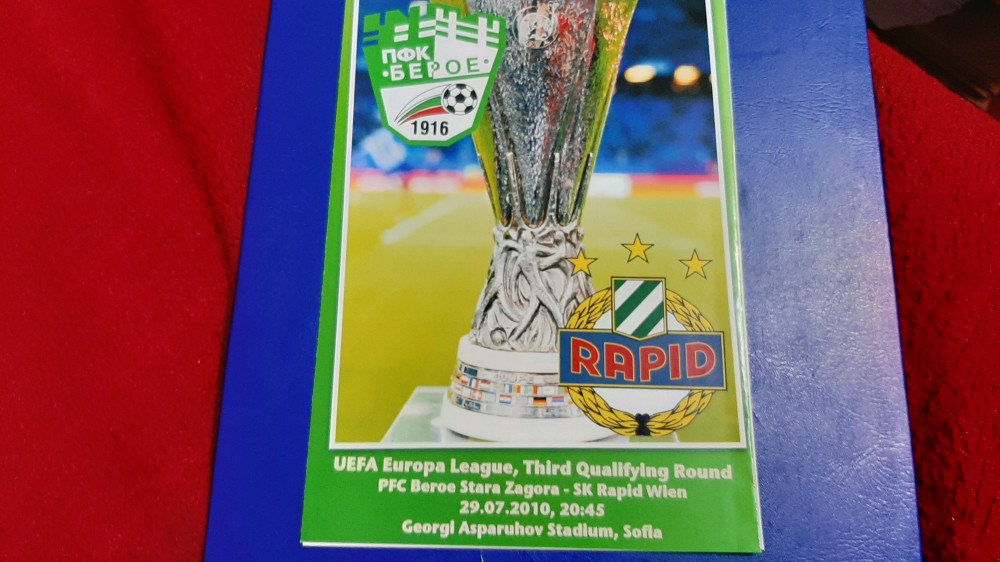 ПФК
·БЕРОЕ·
1916
RAPID
UEFA Europa League, Third Qualifying Round
PFC Beroe Stara Zagora - SK Rapid Wien
29.07.2010, 20:45
Georgi Asparuhov Stadium, Sofia